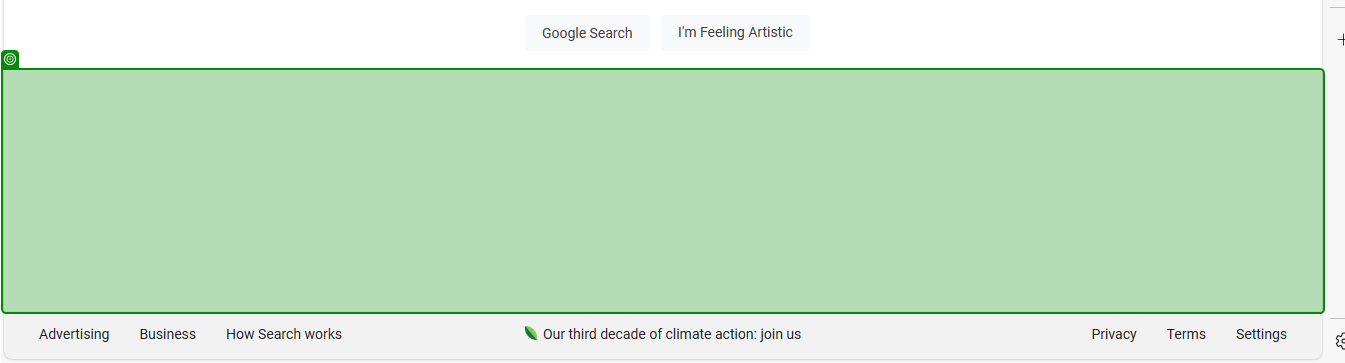 Google Search I'm Feeling Artistic
Advertising Business How Search works Our third decade of climate action: join us Privacy Terms Settings